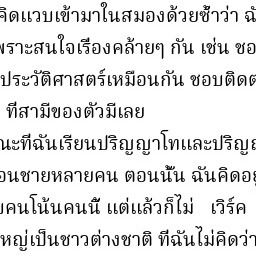 คิดแวบเข้ามาในสมองด้วยซ้ำว่า ฉั
พราะสนใจเรื่องคล้ายๆ กัน เช่น ชอ
ประวัติศาสตร์เหมือนกัน ชอบติดต
ที่สามีของตัวมีเลย
ณะที่ฉันเรียนปริญญาโทและปริญ
อนชายหลายคน ตอนนั้น ฉันคิดอยู
คนโน้นคนนี้ แต่แล้วก็ไม่ เวิร์ค
หญ่เป็นชาวต่างชาติ ที่ฉันไม่คิดว่